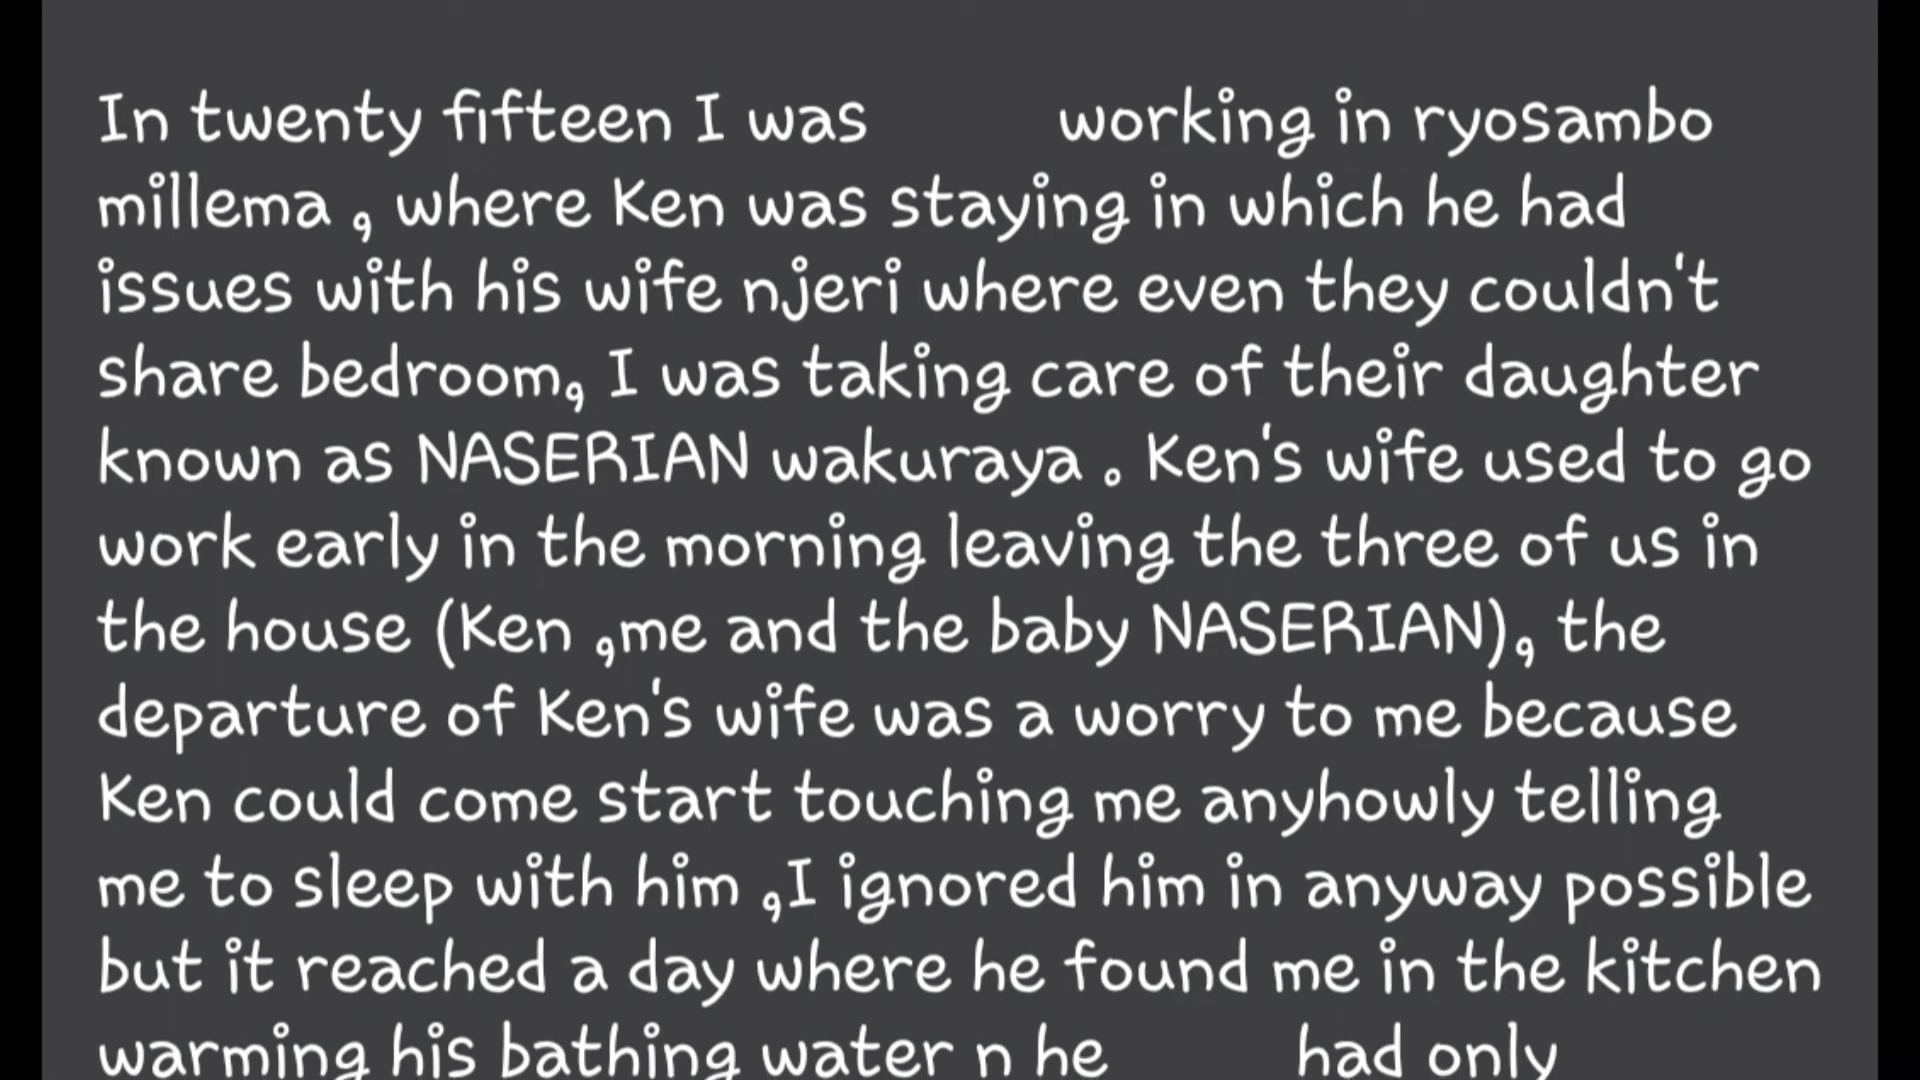 In twenty fifteen I was working in ryosambo
millema , where Ken was staying in which he had
issues with his wife njeri where even they couldn't
share bedroom, I was taking care of their daughter
known as NASERIAN wakuraya . Ken's wife used to go
work early in the morning leaving the three of us in
the house (Ken ,me and the baby NASERIAN), the
departure of Ken's wife was a worry to me because
Ken could come start touching me anyhowly telling
me to sleep with him ,I ignored him in anyway possible
but it reached a day where he found me in the kitchen
warming his bathing water n he had only